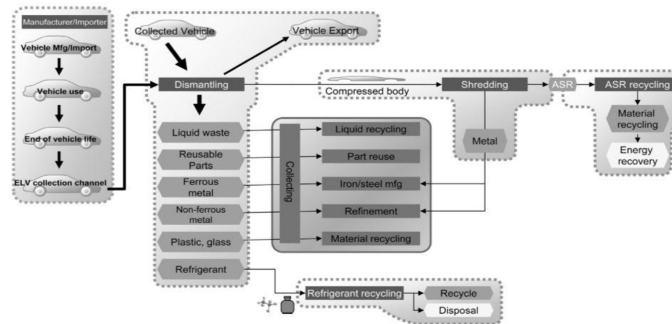 Manufacturer/Importer
Vehicle Mfg/Import
Vehicle use
End of vehicle life
ELV collection channel
Collected Vehicle
Vehicle Export
Dismantling
Liquid waste
Reusable
Parts
Ferrous
metal
Non-ferrous
metal
Plastic, glass
Refrigerant
Collecting
Liquid recycling
Part reuse
Iron/steel mfg
Refinement
Material recycling
Compressed body
Shredding
Metal
ASR
ASR recycling
Material
recycling
Energy
recovery
Refrigerant recycling
Recycle
Disposal